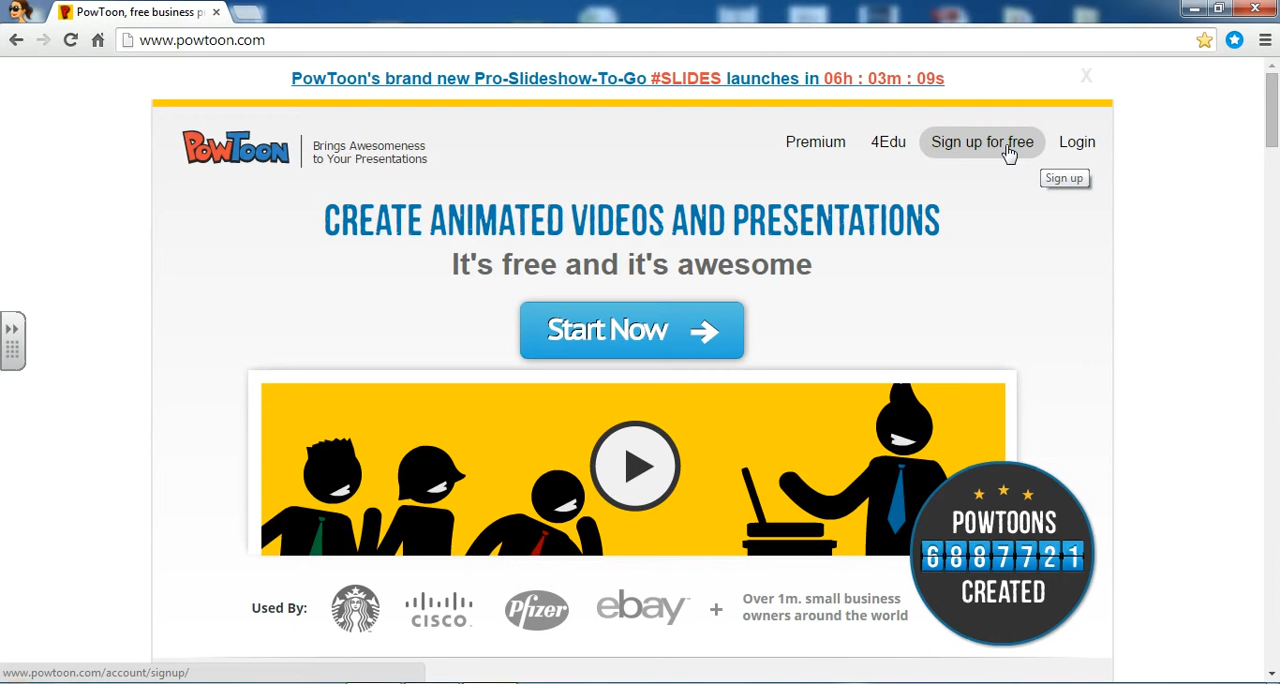 PowToon, free business p
www.powtoon.com
PowToon's brand new Pro-Slideshow-To-Go #SLIDES launches in 06h : 03m : 09s
X
POWTOON
Brings Awesomeness
to Your Presentations
Premium 4Edu Sign up for free Login
Sign up
CREATE ANIMATED VIDEOS AND PRESENTATIONS
It's free and it's awesome
Start Now
POWTOONS
6887721
CREATED
Used By:
CISCO
Pfizer
ebay
+
Over 1m. small business
owners around the world
www.powtoon.com/account/signup/